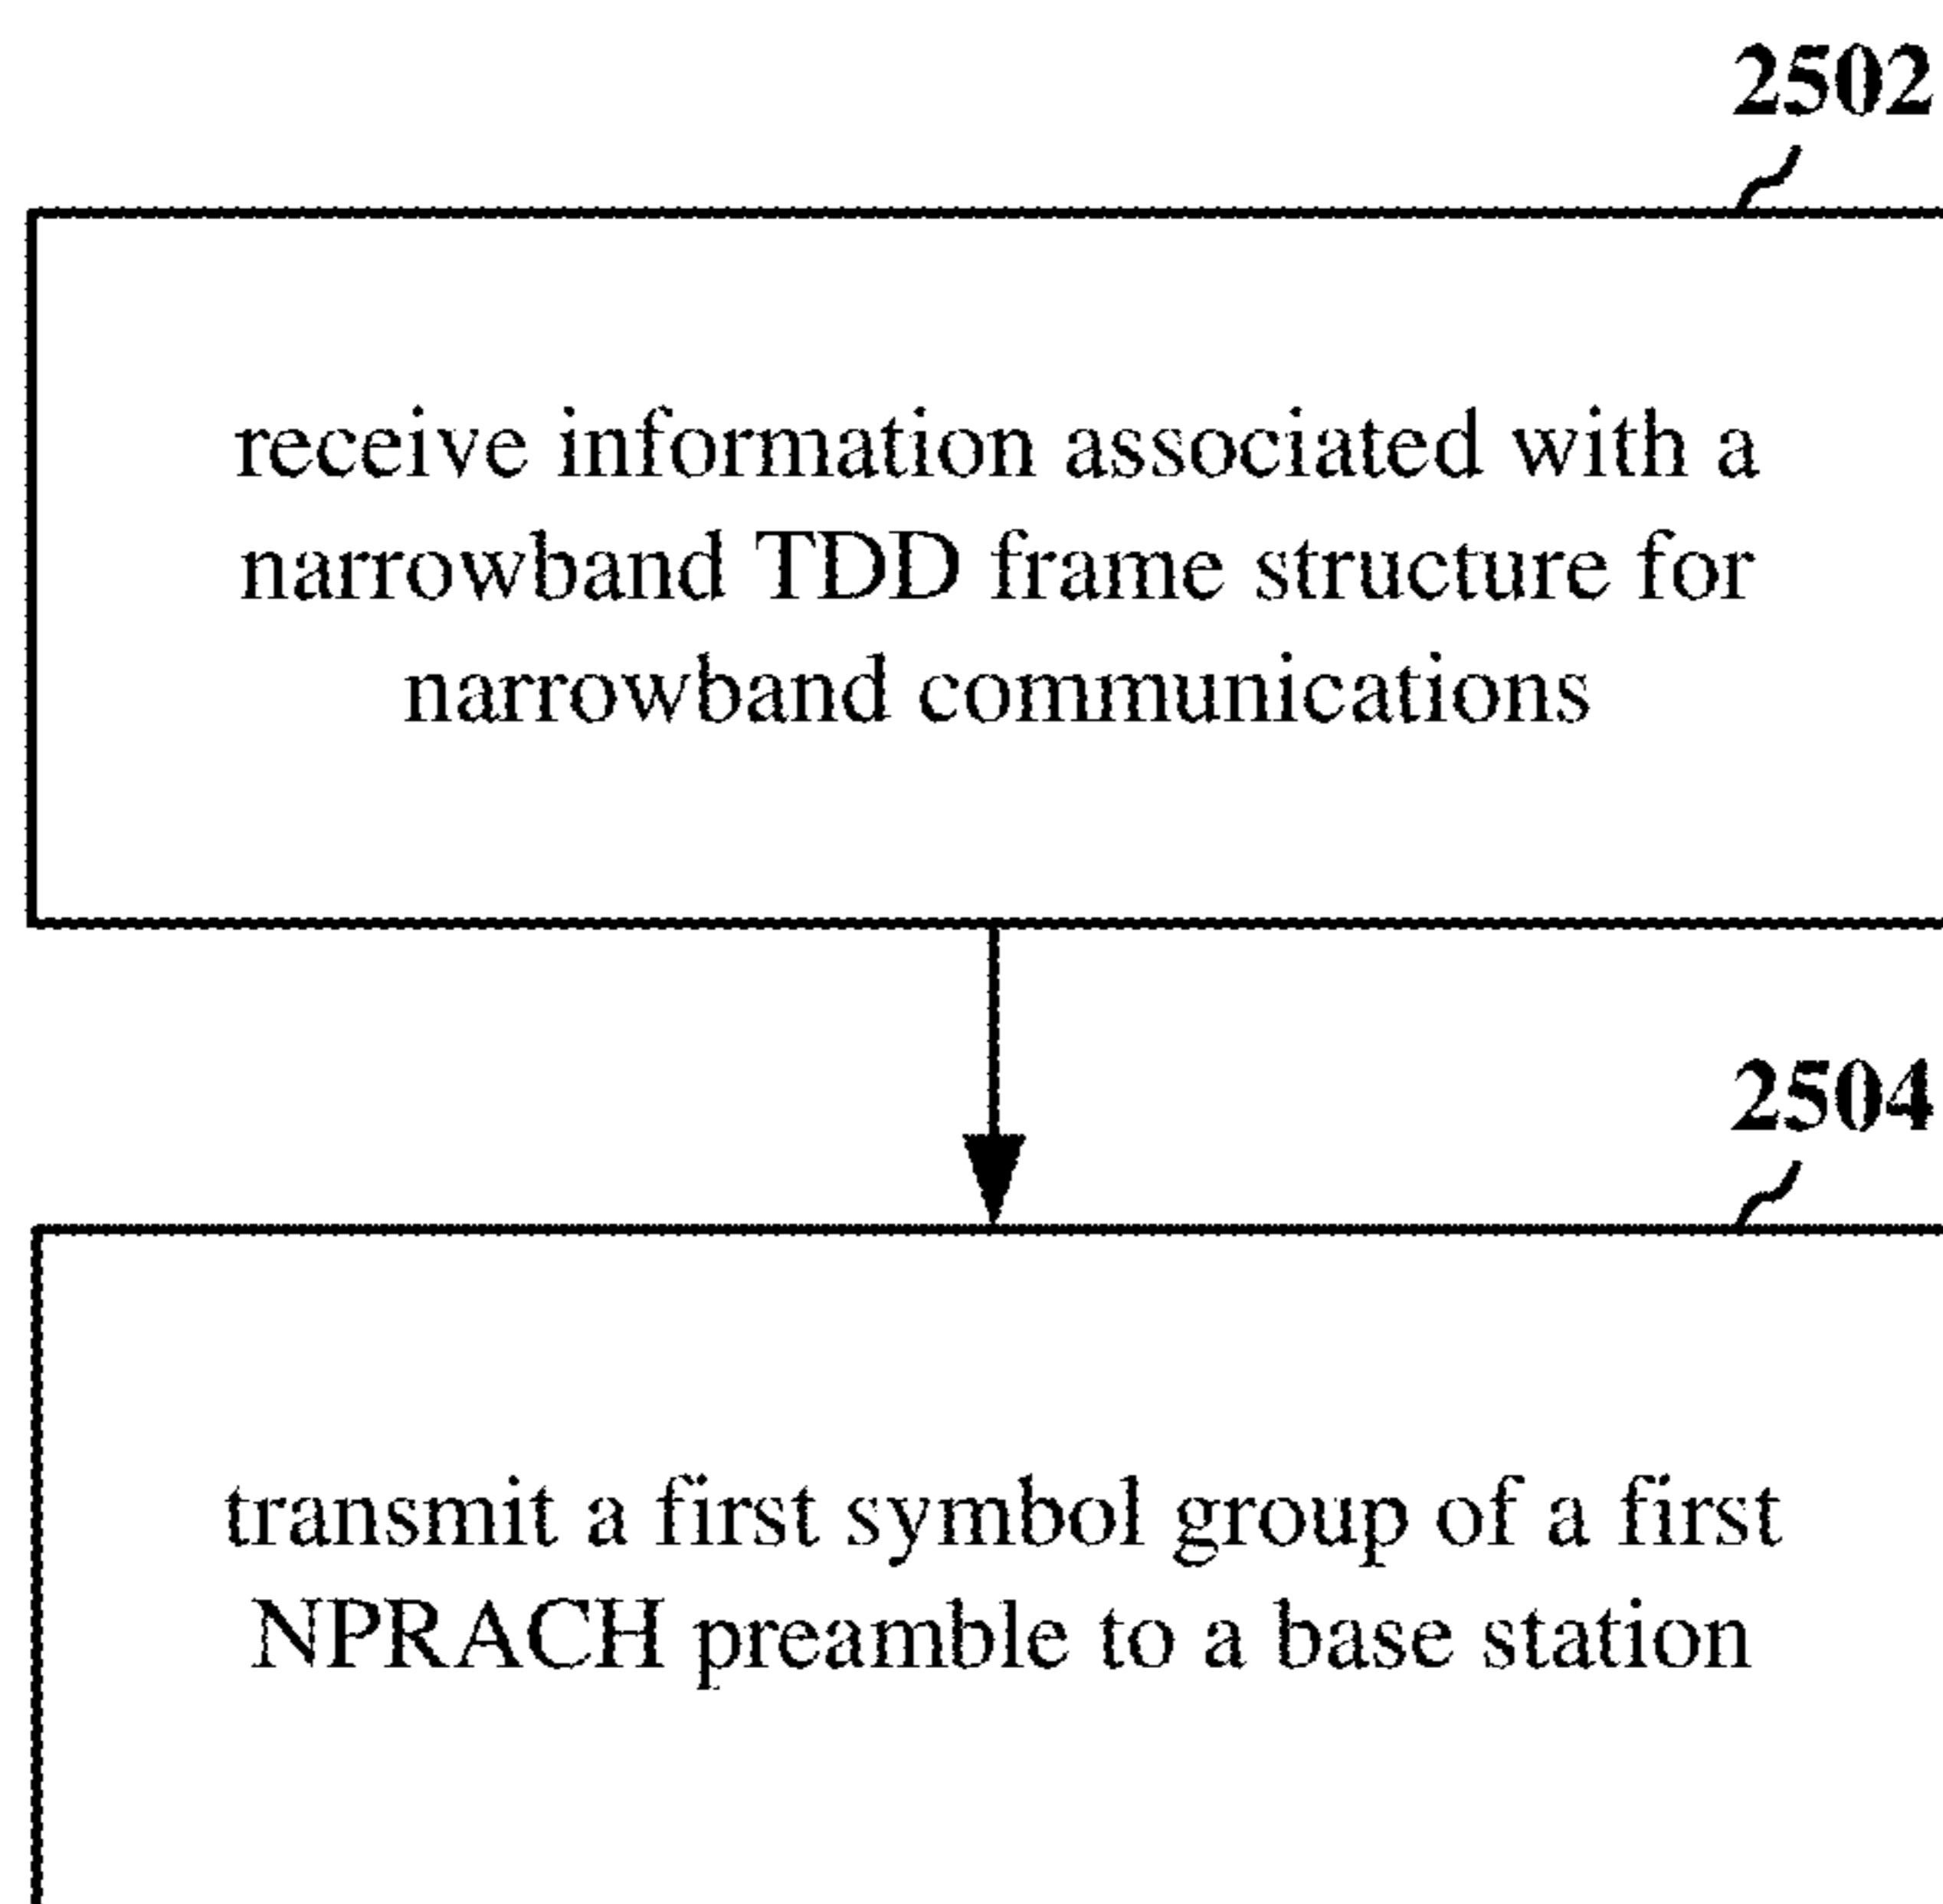 2502
receive information associated with a
narrowband TDD frame structure for
narrowband communications
2504
transmit a first symbol group of a first
NPRACH preamble to a base station